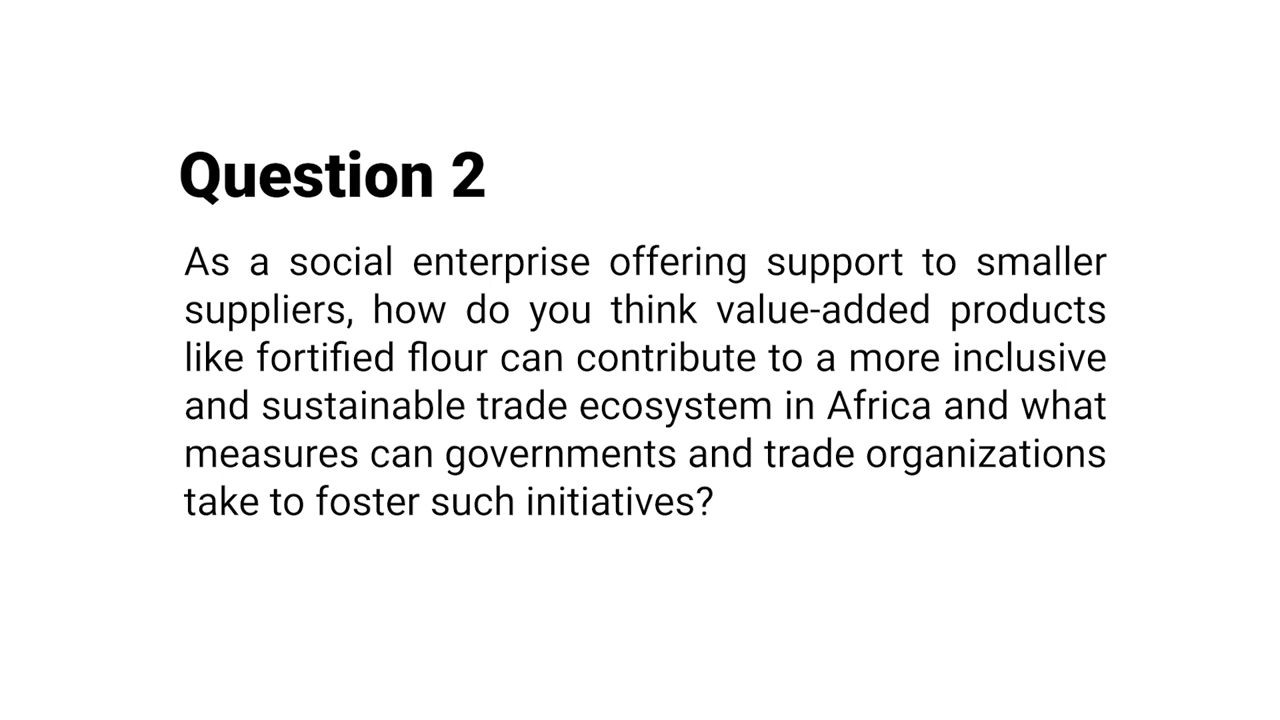 Question 2
As a social enterprise offering support to smaller
suppliers, how do you think value-added products
like fortified flour can contribute to a more inclusive
and sustainable trade ecosystem in Africa and what
measures can governments and trade organizations
take to foster such initiatives?